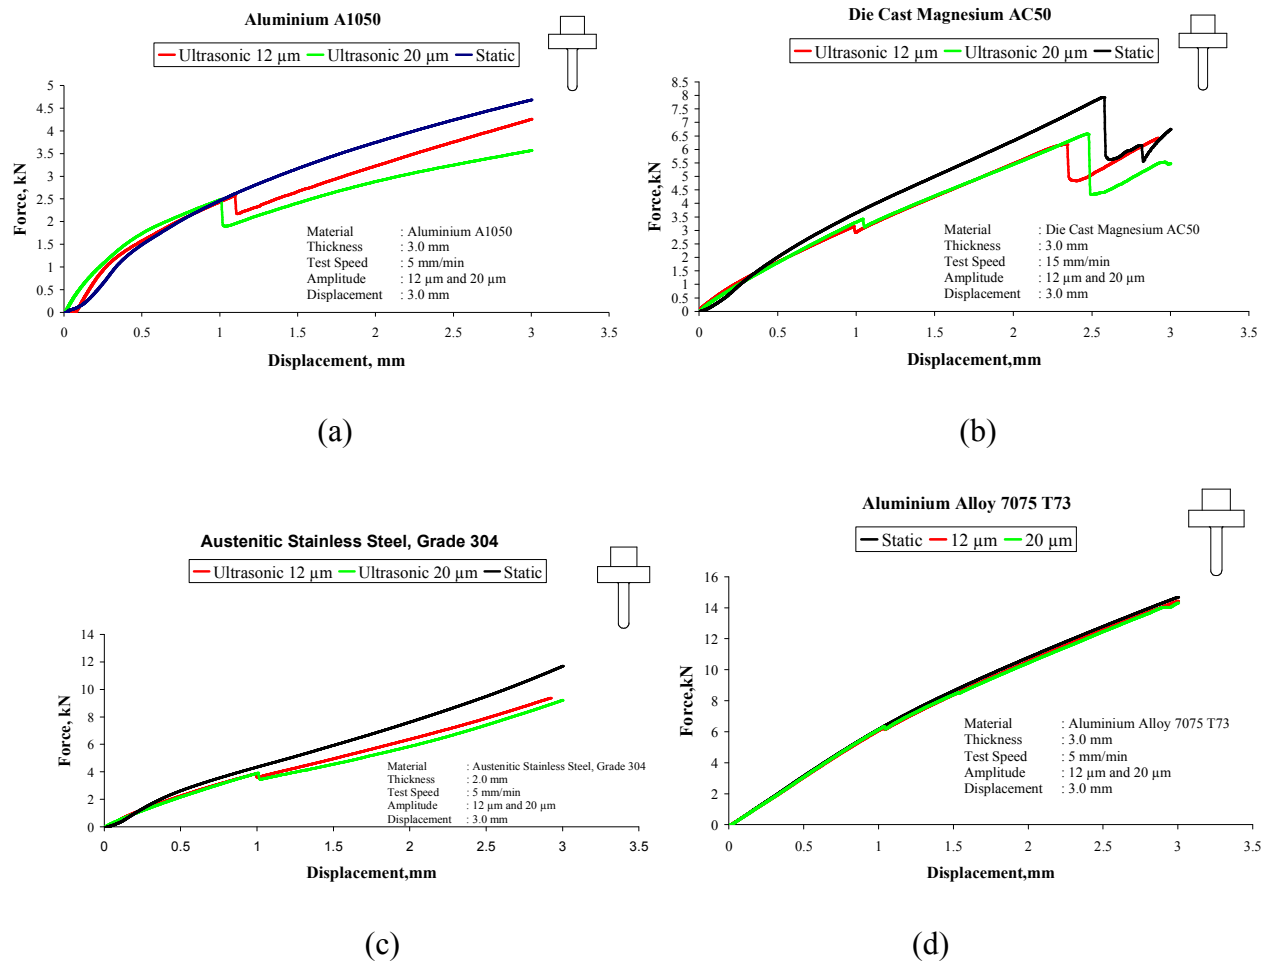 Aluminium A1050
Ultrasonic 12 µm Ultrasonic 20 µm Static
5
4.5
4
3.5
3
2.5
2
1.5
1
0.5
0
Force, kN
Material : Aluminium A1050
Thickness : 3.0 mm
Test Speed : 5 mm/min
Amplitude : 12 µm and 20 µm
Displacement : 3.0 mm
0 0.5 1 1.5 2 2.5 3 3.5
Displacement, mm
(a)
Die Cast Magnesium AC50
Ultrasonic 12 µm Ultrasonic 20 µm Static
8.5
8
7.5
7
6.5
6
5.5
5
4.5
4
3.5
3
2.5
2
1.5
1
0.5
0
Force,kN
Material : Die Cast Magnesium AC50
Thickness : 3.0 mm
Test Speed : 15 mm/min
Amplitude : 12 µm and 20 µm
Displacement : 3.0 mm
0 0.5 1 1.5 2 2.5 3 3.5
Displacement,mm
(b)
Austenitic Stainless Steel, Grade 304
Ultrasonic 12 µm Ultrasonic 20 µm Static
14
12
10
8
6
4
2
0
Force, kN
Material : Austenitic Stainless Steel, Grade 304
Thickness : 2.0 mm
Test Speed : 5 mm/min
Amplitude : 12 µm and 20 µm
Displacement : 3.0 mm
0 0.5 1 1.5 2 2.5 3 3.5
Displacement,mm
(c)
Aluminium Alloy 7075 T73
Static 12 µm 20 µm
16
14
12
10
8
6
4
2
0
Force,kN
Material : Aluminium Alloy 7075 T73
Thickness : 3.0 mm
Test Speed : 5 mm/min
Amplitude : 12 µm and 20 µm
Displacement : 3.0 mm
0 0.5 1 1.5 2 2.5 3 3.5
Displacement,mm
(d)